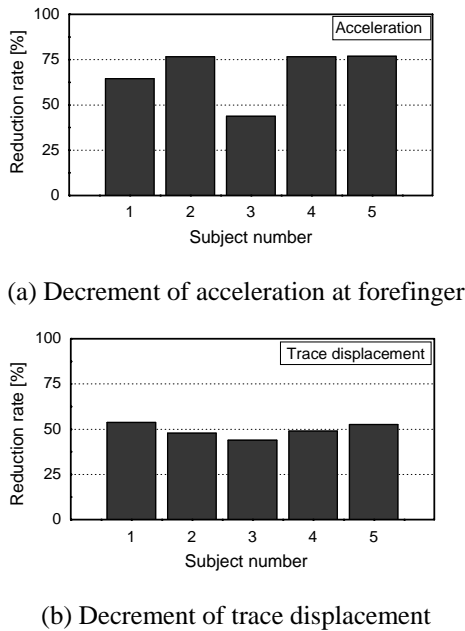 Acceleration
100
75
50
25
0
Reduction rate [%]
1 2 3 4 5
Subject number
(a) Decrement of acceleration at forefinger
Trace displacement
100
75
50
25
0
Reduction rate [%]
1 2 3 4 5
Subject number
(b) Decrement of trace displacement